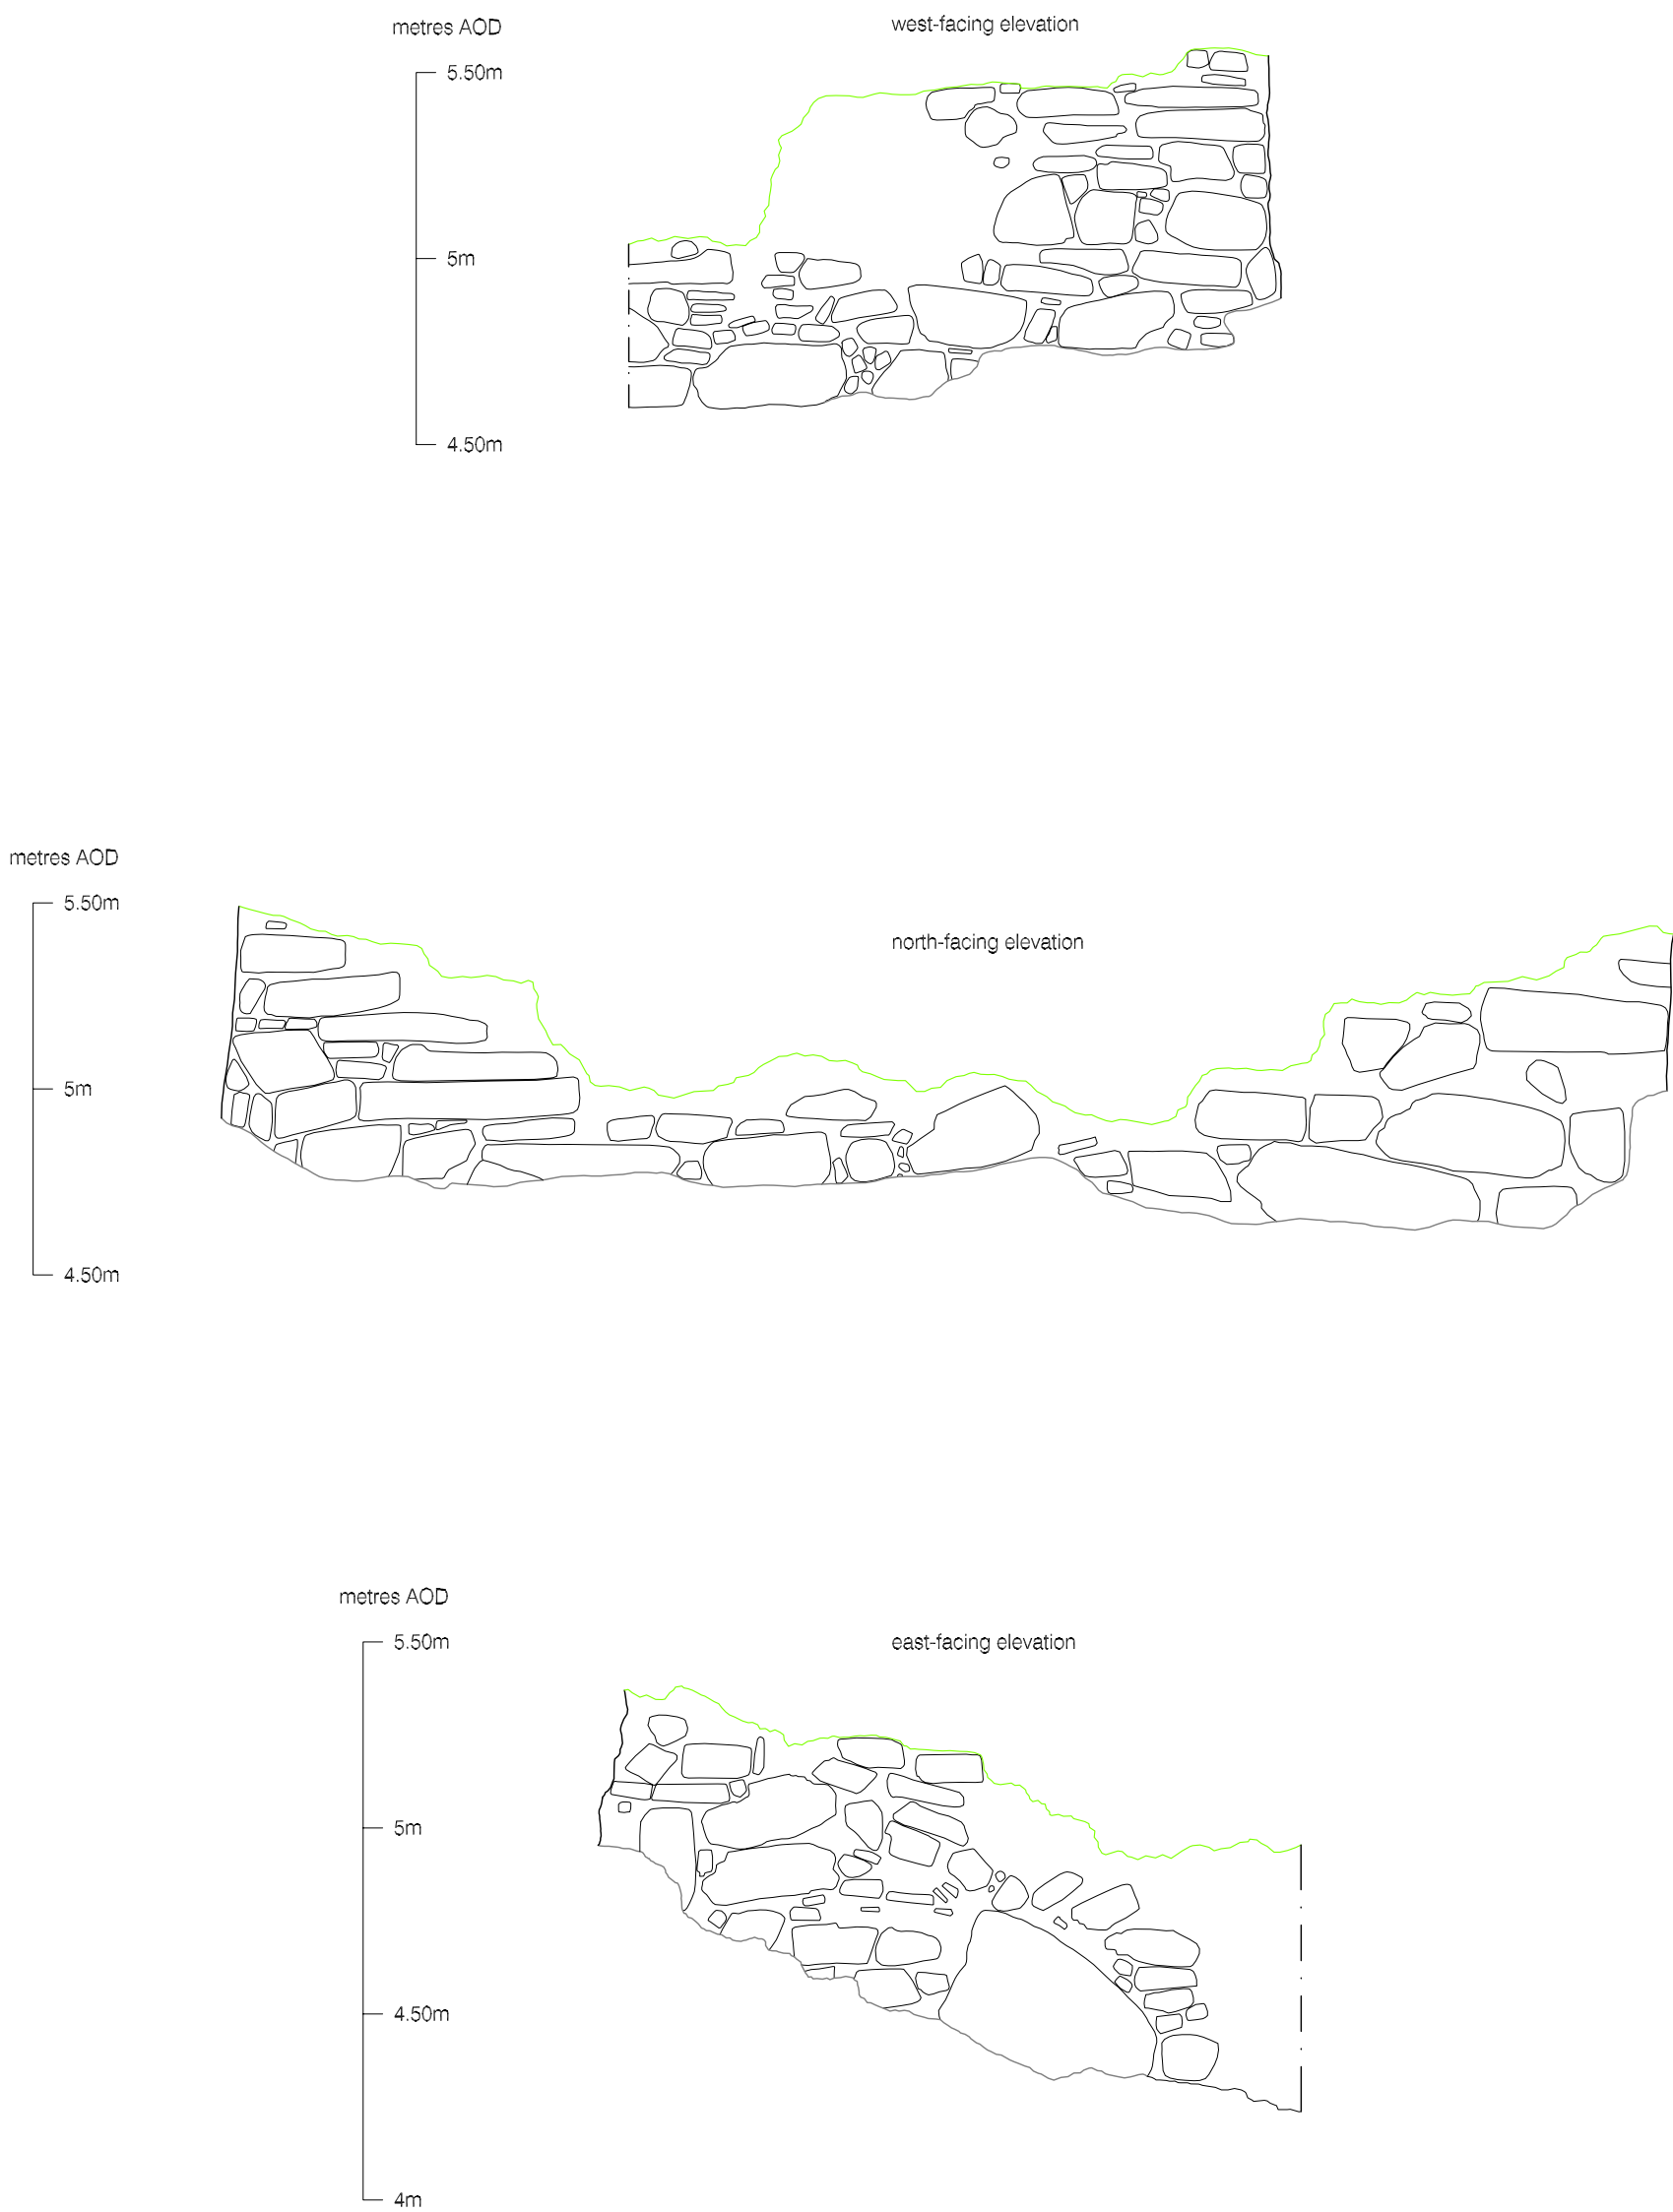 west-facing elevation
metres AOD
5.50m
5m
4.50m
metres AOD
5.50m
north-facing elevation
5m
4.50m
metres AOD
5.50m
east-facing elevation
5m
4.50m
4m